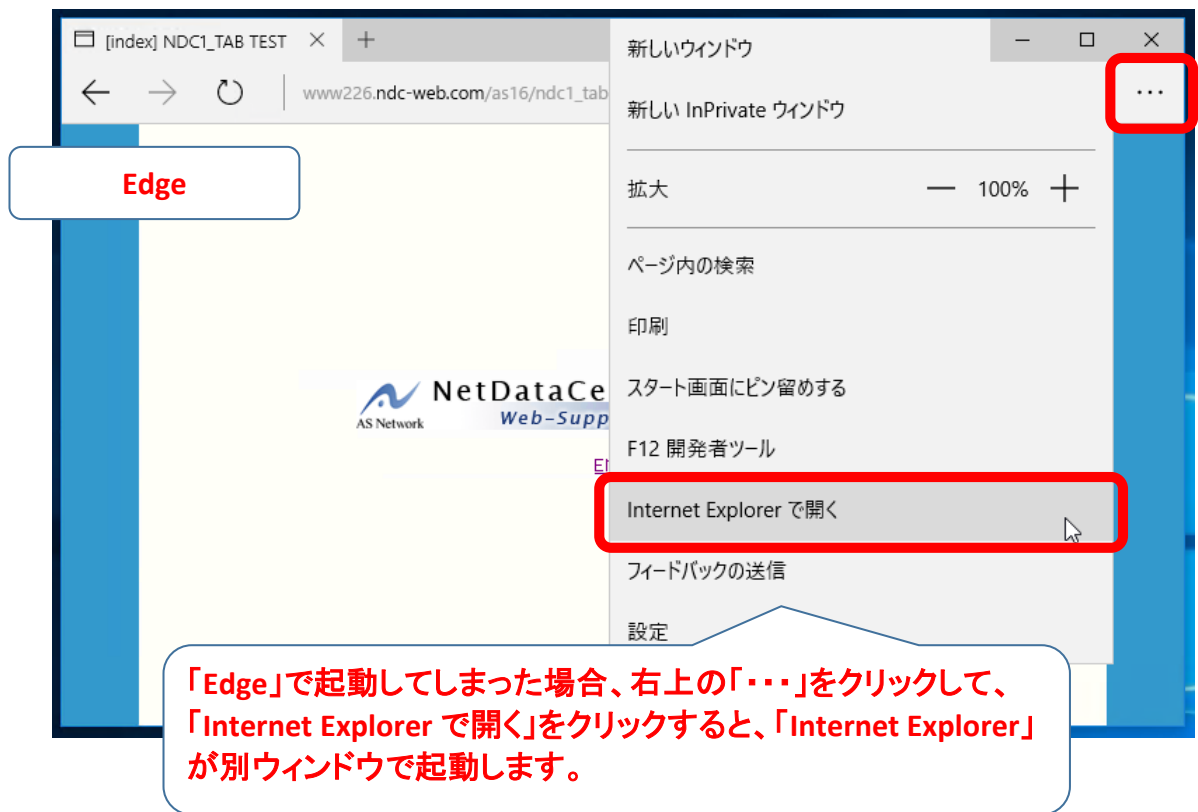 [index] NDC1_TAB TEST
www226.ndc-web.com/as16/ndc1_tab
Edge
新しいウィンドウ
新しい InPrivate ウィンドウ
拡大
100%
ページ内の検索
印刷
スタート画面にピン留めする
F12 開発者ツール
Internet Explorer で開く
フィードバックの送信
設定
NetDataCe
AS Network
Web-Supp
「Edge」で起動してしまった場合、右上の「・・・」をクリックして、
「Internet Explorer で開く」をクリックすると、「Internet Explorer」
が別ウィンドウで起動します。